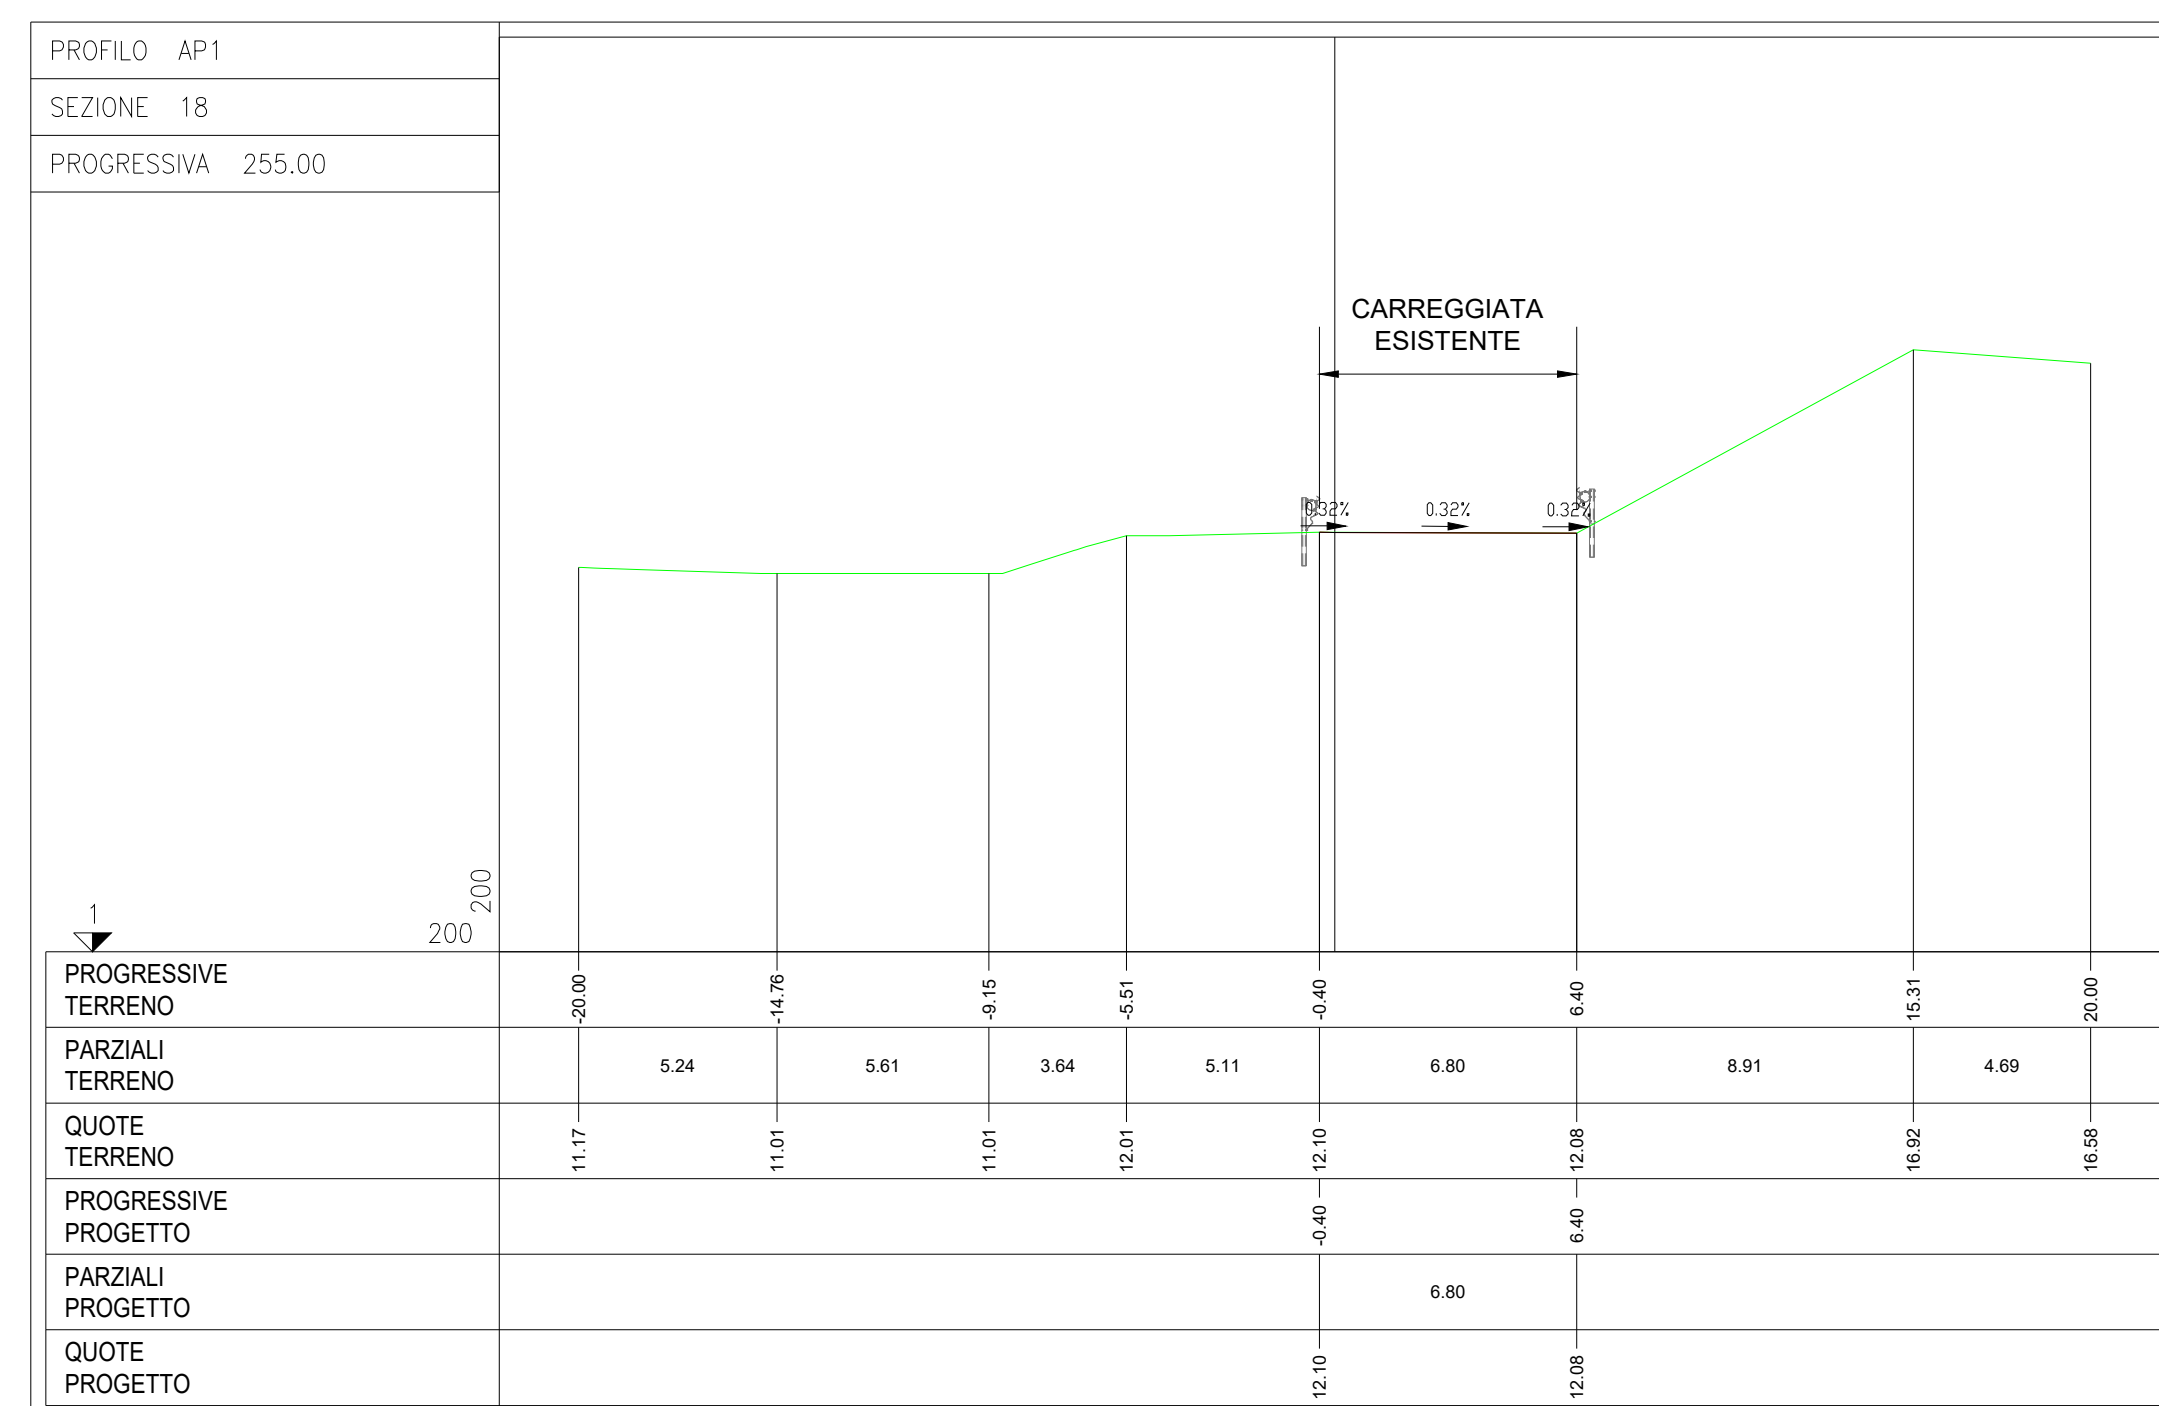 PROFILO AP1
SEZIONE 18
PROGRESSIVA 255.00
CARREGGIATA
ESISTENTE
0.32% 0.32% 0.32%
200
1
200
PROGRESSIVE
TERRENO
-20.00 -14.76 -9.15 -5.51 -0.40 6.40 15.31 20.00
PARZIALI
TERRENO
5.24 5.61 3.64 5.11 6.80 8.91 4.69
QUOTE
TERRENO
11.17 11.01 11.01 12.01 12.10 12.08 16.92 16.58
PROGRESSIVE
PROGETTO
-0.40 6.40
PARZIALI
PROGETTO
6.80
QUOTE
PROGETTO
12.10 12.08